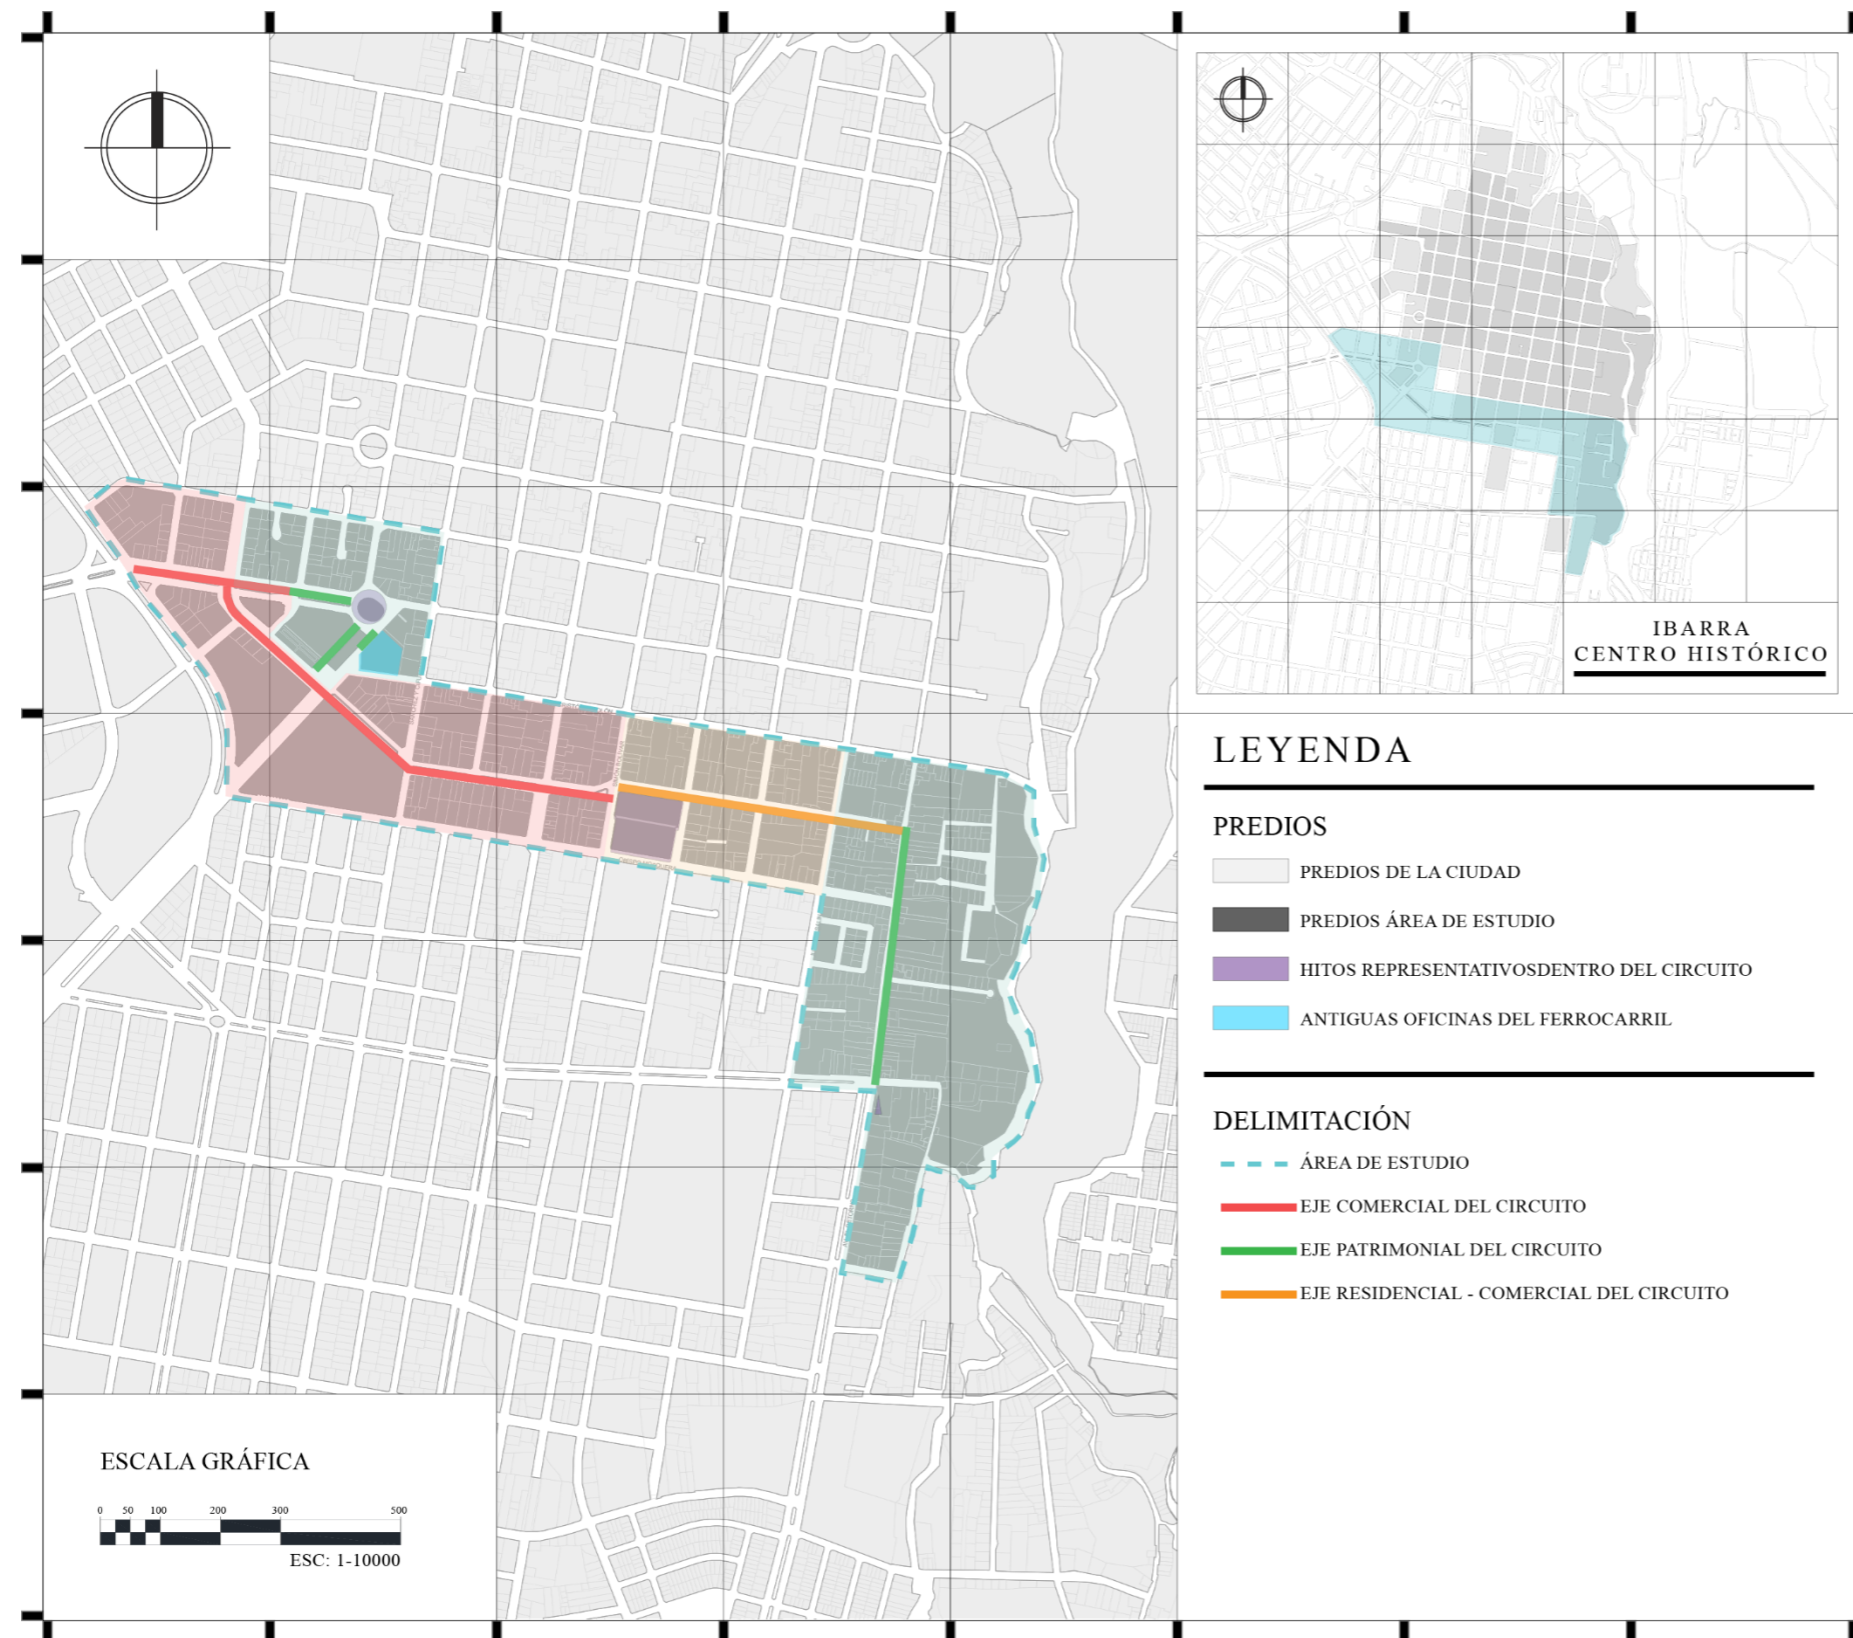 IBARRA
CENTRO HISTÓRICO
LEYENDA
PREDIOS
PREDIOS DE LA CIUDAD
PREDIOS ÁREA DE ESTUDIO
HITOS REPRESENTATIVOSDENTRO DEL CIRCUITO
ANTIGUAS OFICINAS DEL FERROCARRIL
DELIMITACIÓN
ÁREA DE ESTUDIO
EJE COMERCIAL DEL CIRCUITO
EJE PATRIMONIAL DEL CIRCUITO
EJE RESIDENCIAL - COMERCIAL DEL CIRCUITO
ESCALA GRÁFICA
0 50 100 200 300 500
ESC: 1-10000